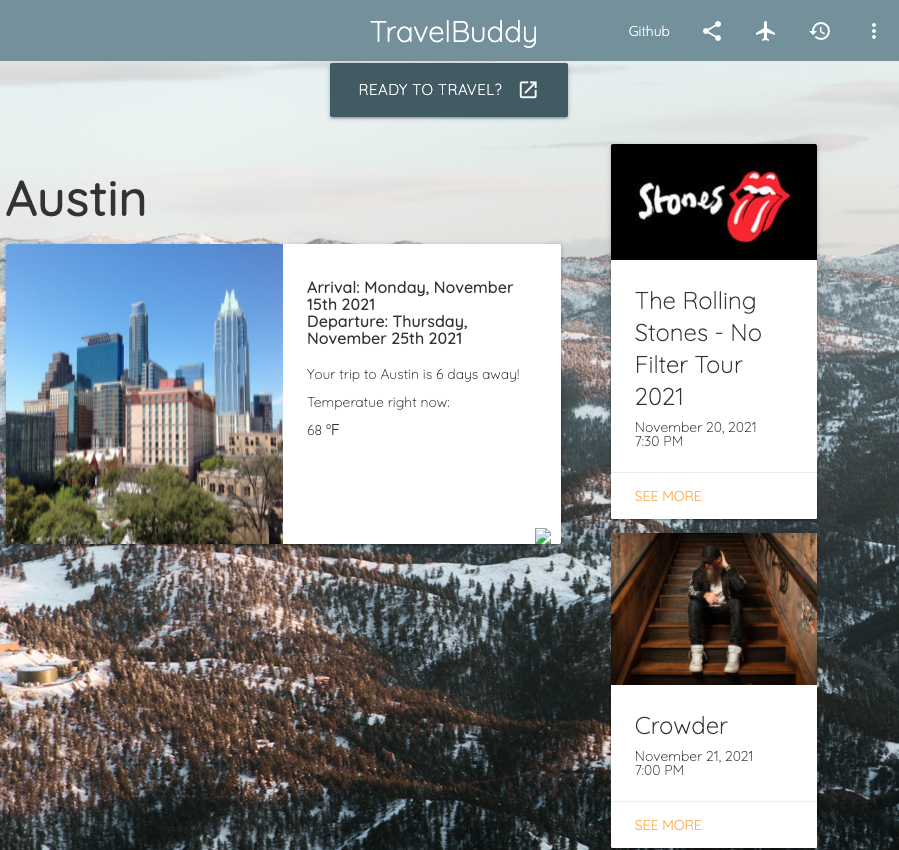 TravelBuddy
Github
READY TO TRAVEL?
Austin
Arrival: Monday, November
15th 2021
Departure: Thursday,
November 25th 2021
Your trip to Austin is 6 days away!
Temperatue right now:
68 °F
Stones
The Rolling
Stones - No
Filter Tour
2021
November 20, 2021
7:30 PM
SEE MORE
Crowder
November 21, 2021
7:00 PM
SEE MORE